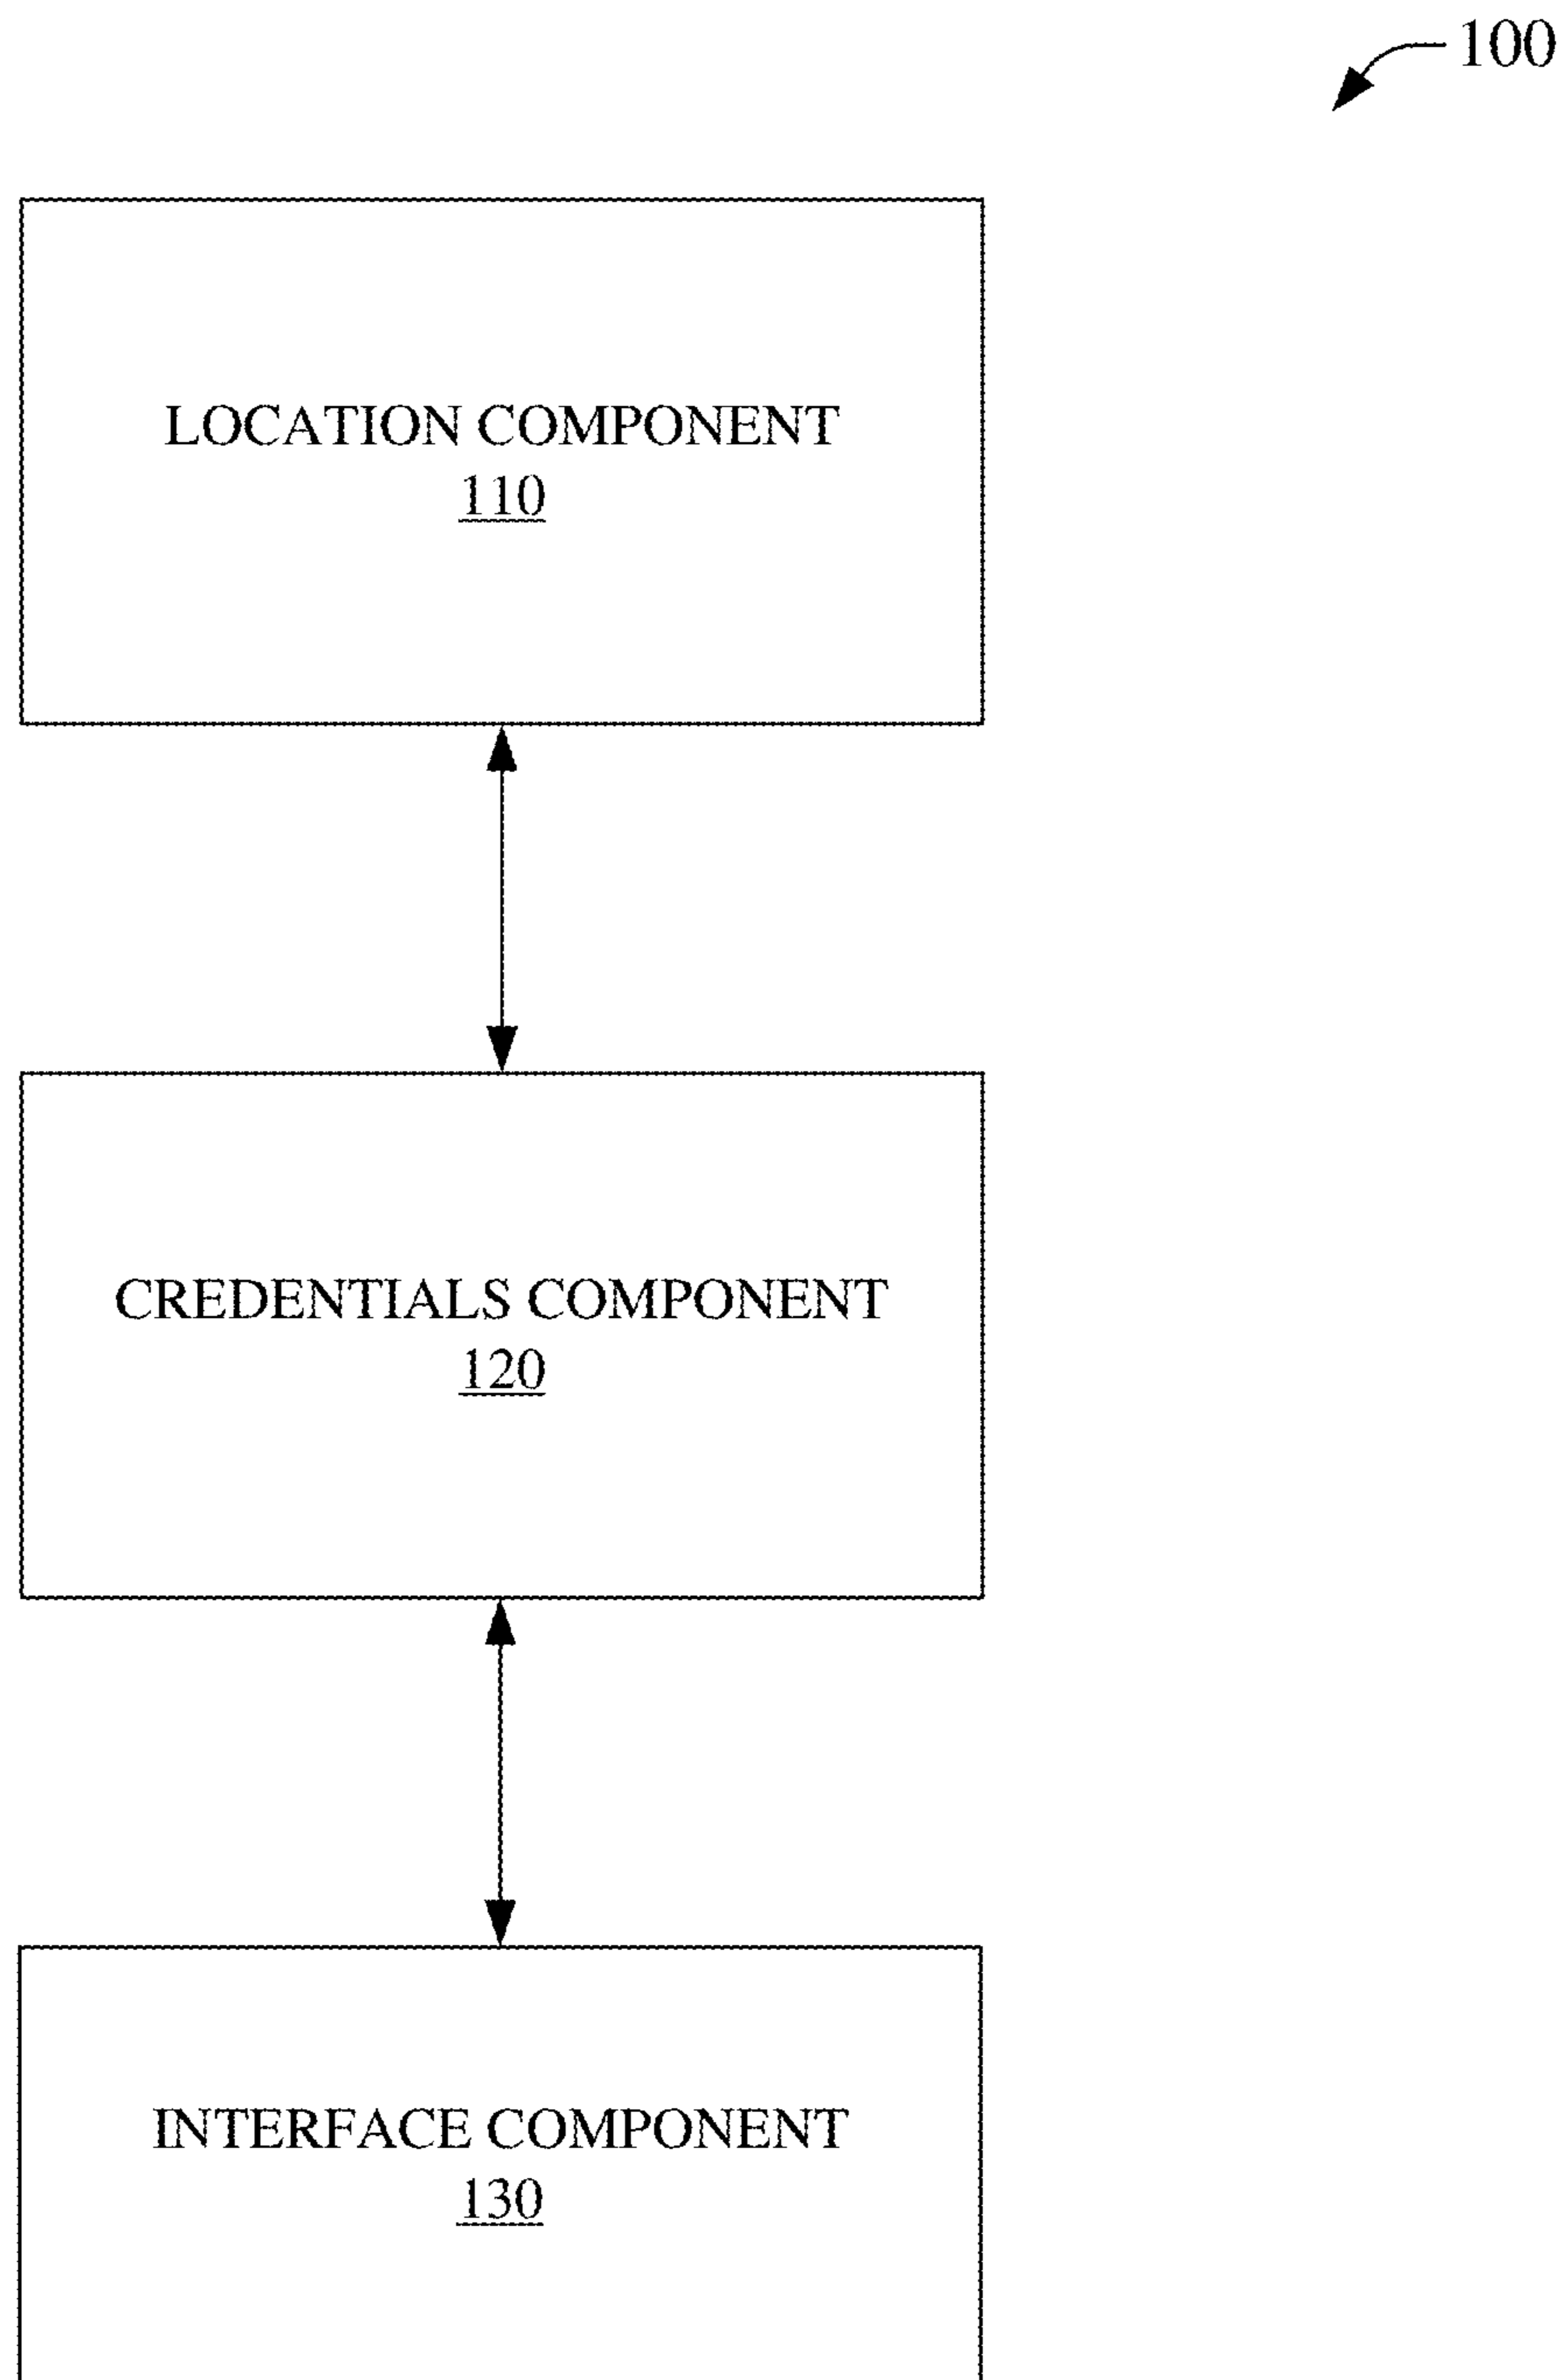 100
LOCATION COMPONENT
110
CREDENTIALS COMPONENT
120
INTERFACE COMPONENT
130